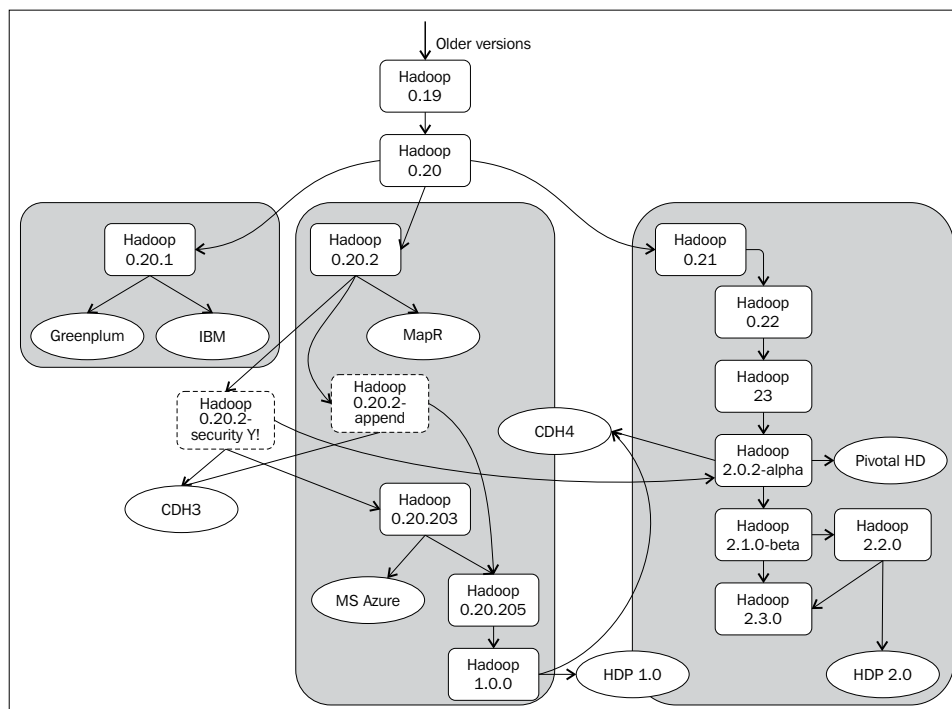 Older versions
Hadoop
0.19
Hadoop
0.20
Hadoop
0.20.1
Hadoop
0.20.2
Hadoop
0.21
Greenplum
IBM
MapR
Hadoop
0.22
Hadoop
0.20.2-
security Y!
Hadoop
0.20.2-
append
Hadoop
23
CDH4
Hadoop
2.0.2-alpha
Pivotal HD
CDH3
Hadoop
0.20.203
Hadoop
2.1.0-beta
Hadoop
2.2.0
MS Azure
Hadoop
0.20.205
Hadoop
2.3.0
Hadoop
1.0.0
HDP 1.0
HDP 2.0